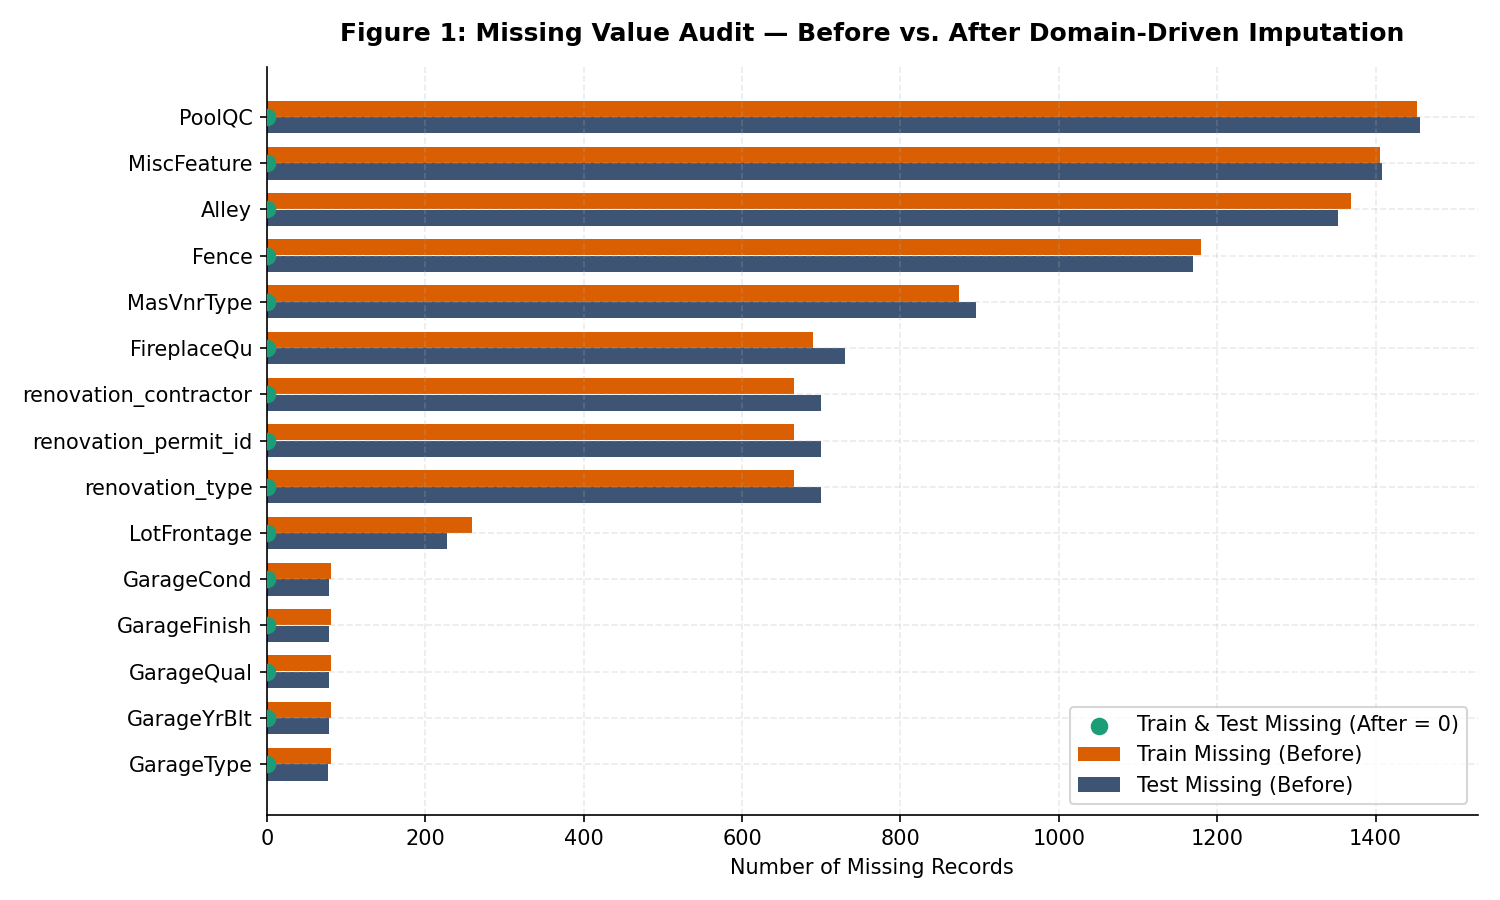 Figure 1: Missing Value Audit — Before vs. After Domain-Driven Imputation
PoolQC
MiscFeature
Alley
Fence
MasVnrType
FireplaceQu
renovation_contractor
renovation_permit_id
renovation_type
LotFrontage
GarageCond
GarageFinish
GarageQual
GarageYrBlt
GarageType
Train & Test Missing (After = 0)
Train Missing (Before)
Test Missing (Before)
0 200 400 600 800 1000 1200 1400
Number of Missing Records